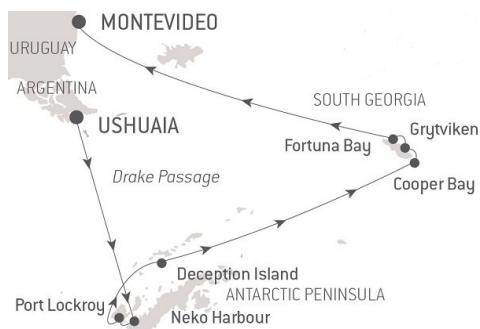 MONTEVIDEO
URUGUAY
ARGENTINA
USHUAIA
SOUTH GEORGIA
Grytviken
Fortuna Bay
Cooper Bay
Drake Passage
Deception Island
ANTARCTIC PENINSULA
Port Lockroy
Neko Harbour